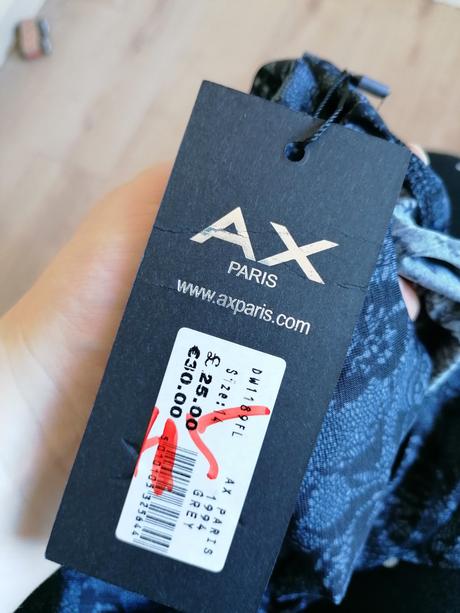 AX
PARIS
www.axparis.com
DW1189FL
Size:14
£ 25.00
€30.00
AX PARIS
1994
GREY